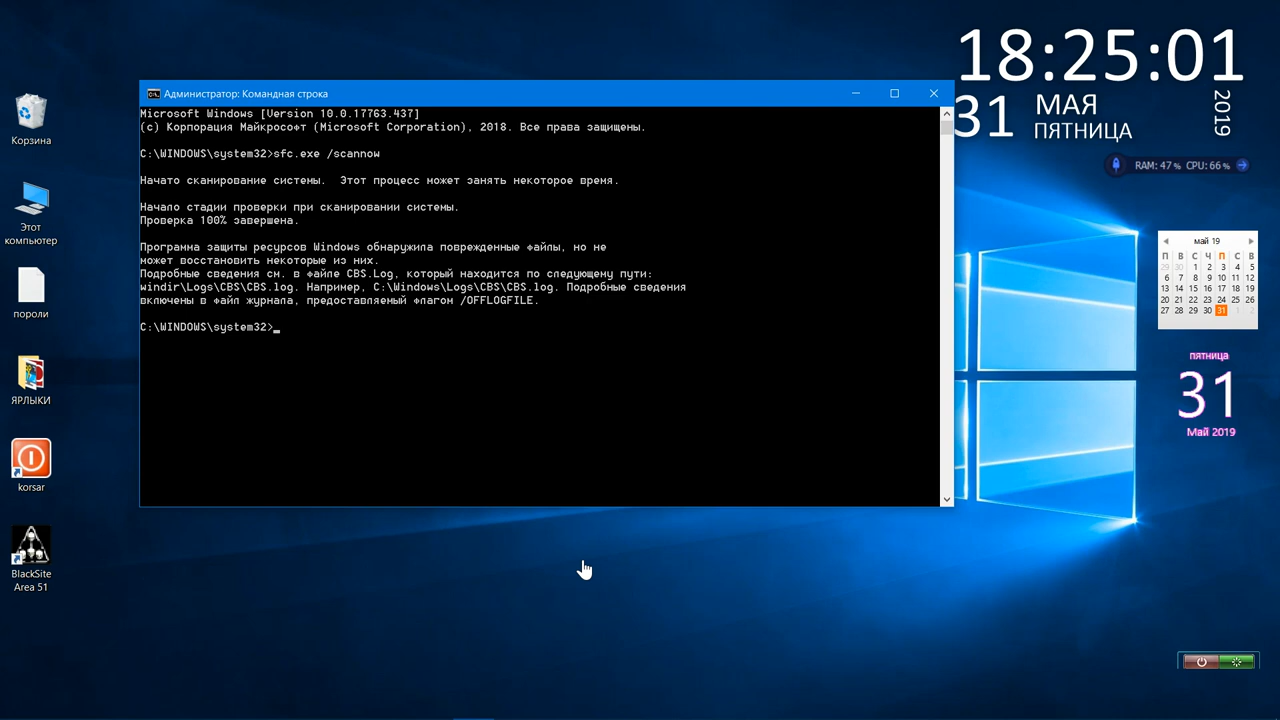 18:25:01
31
МАЯ
ПЯТНИЦА
2019
RAM: 47% CPU: 66%
Корзина
Этот
компьютер
пороли
ЯРЛЫКИ
korsar
BlackSite
Area 51
Администратор: Командная строка
Microsoft Windows [Version 10.0.17763.437]
(c) Корпорация Майкрософт (Microsoft Corporation), 2018. Все права защищены.
C:\WINDOWS\system32>sfc.exe /scannow
Начато сканирование системы.  Этот процесс может занять некоторое время.
Начало стадии проверки при сканировании системы.
Проверка 100% завершена.
Программа защиты ресурсов Windows обнаружила поврежденные файлы, но не
может восстановить некоторые из них.
Подробные сведения см. в файле CBS.Log, который находится по следующему пути:
windir\Logs\CBS\CBS.log. Например, C:\Windows\Logs\CBS\CBS.log. Подробные сведения
включены в файл журнала, предоставляемый флагом /OFFLOGFILE.
C:\WINDOWS\system32>
май 19
П В С Ч П С В
29 30 1 2 3 4 5
6 7 8 9 10 11 12
13 14 15 16 17 18 19
20 21 22 23 24 25 26
27 28 29 30 31 1 2
пятница
31
Май 2019